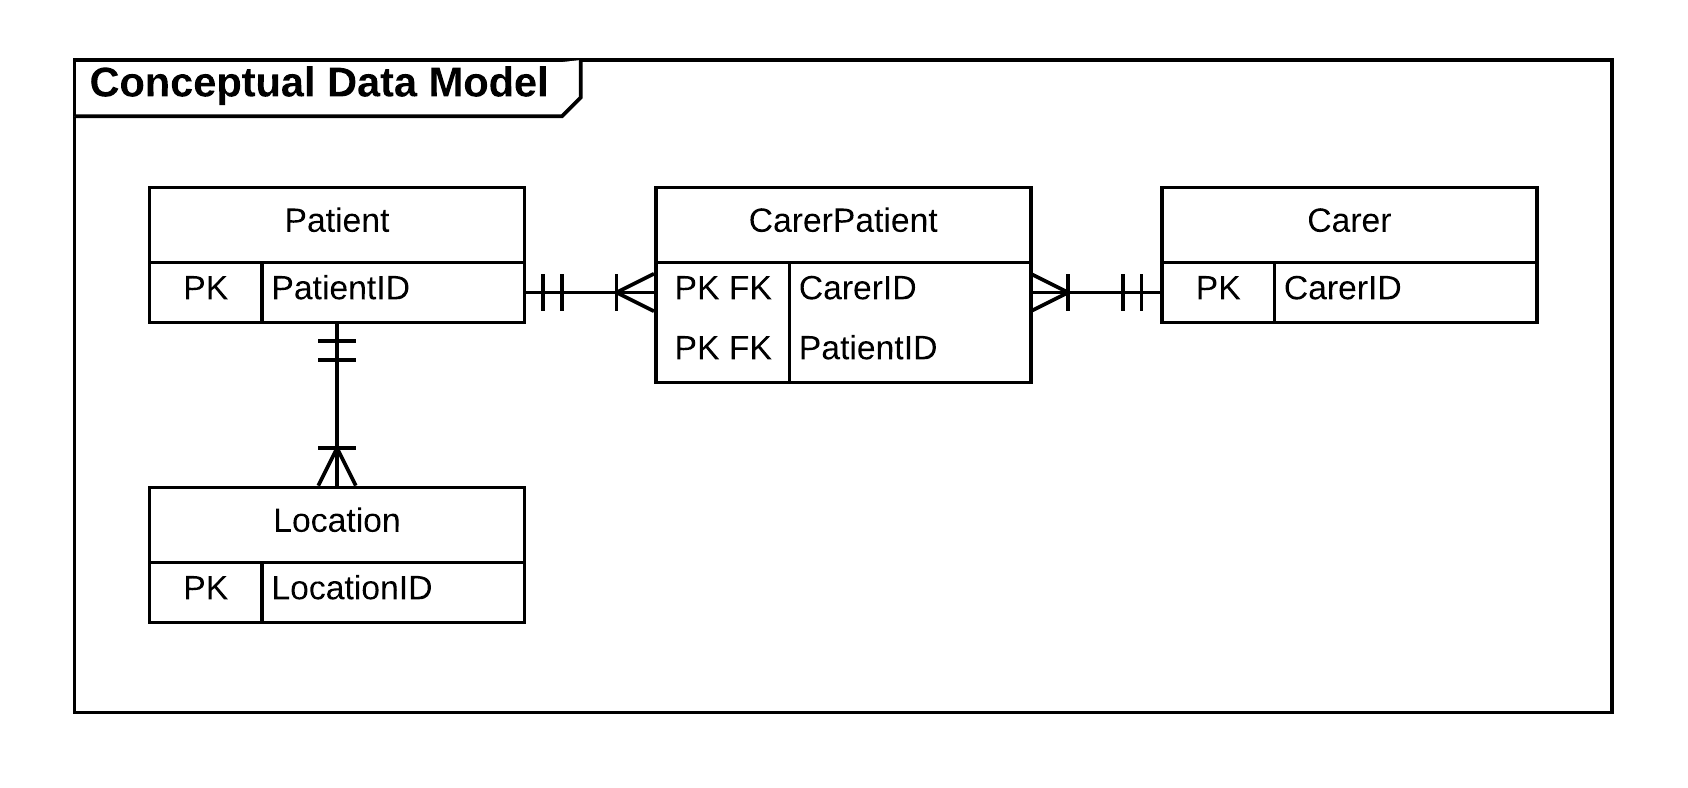 Conceptual Data Model
Patient
PK PatientID
CarerPatient
PK FK CarerID
PK FK PatientID
Carer
PK CarerID
Location
PK LocationID